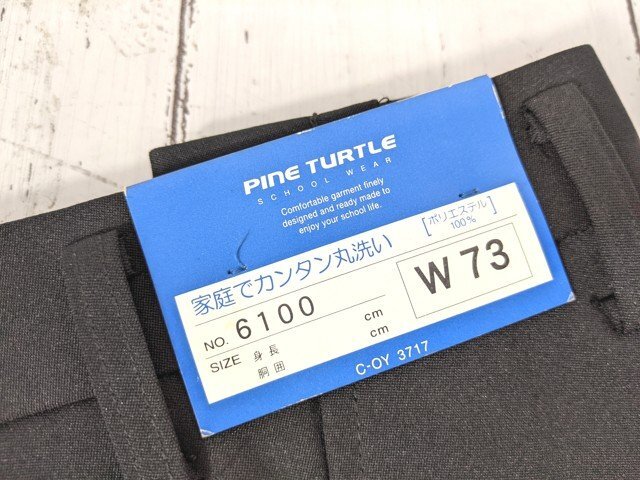 PINE TURTLE
SCHOOL WEAR
Comfortable garment finely
designed and ready made to
enjoy your school life.
家庭でカンタン丸洗い
[ポリエステル]
100%
NO. 6100
W 73
SIZE 身長 cm
胴囲 cm
C-OY 3717